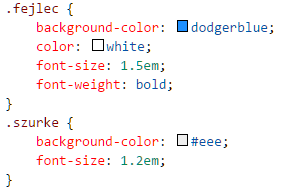 .fejlec {
    background-color: dodgerblue;
    color: white;
    font-size: 1.5em;
    font-weight: bold;
}
.szurke {
    background-color: #eee;
    font-size: 1.2em;
}